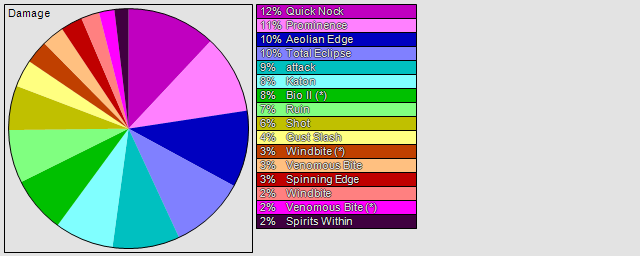 Damage
12% Quick Nock
11% Prominence
10% Aeolian Edge
10% Total Eclipse
9% attack
8% Katon
8% Bio II (*)
7% Ruin
6% Shot
4% Gust Slash
3% Windbite (*)
3% Venomous Bite
3% Spinning Edge
2% Windbite
2% Venomous Bite (*)
2% Spirits Within